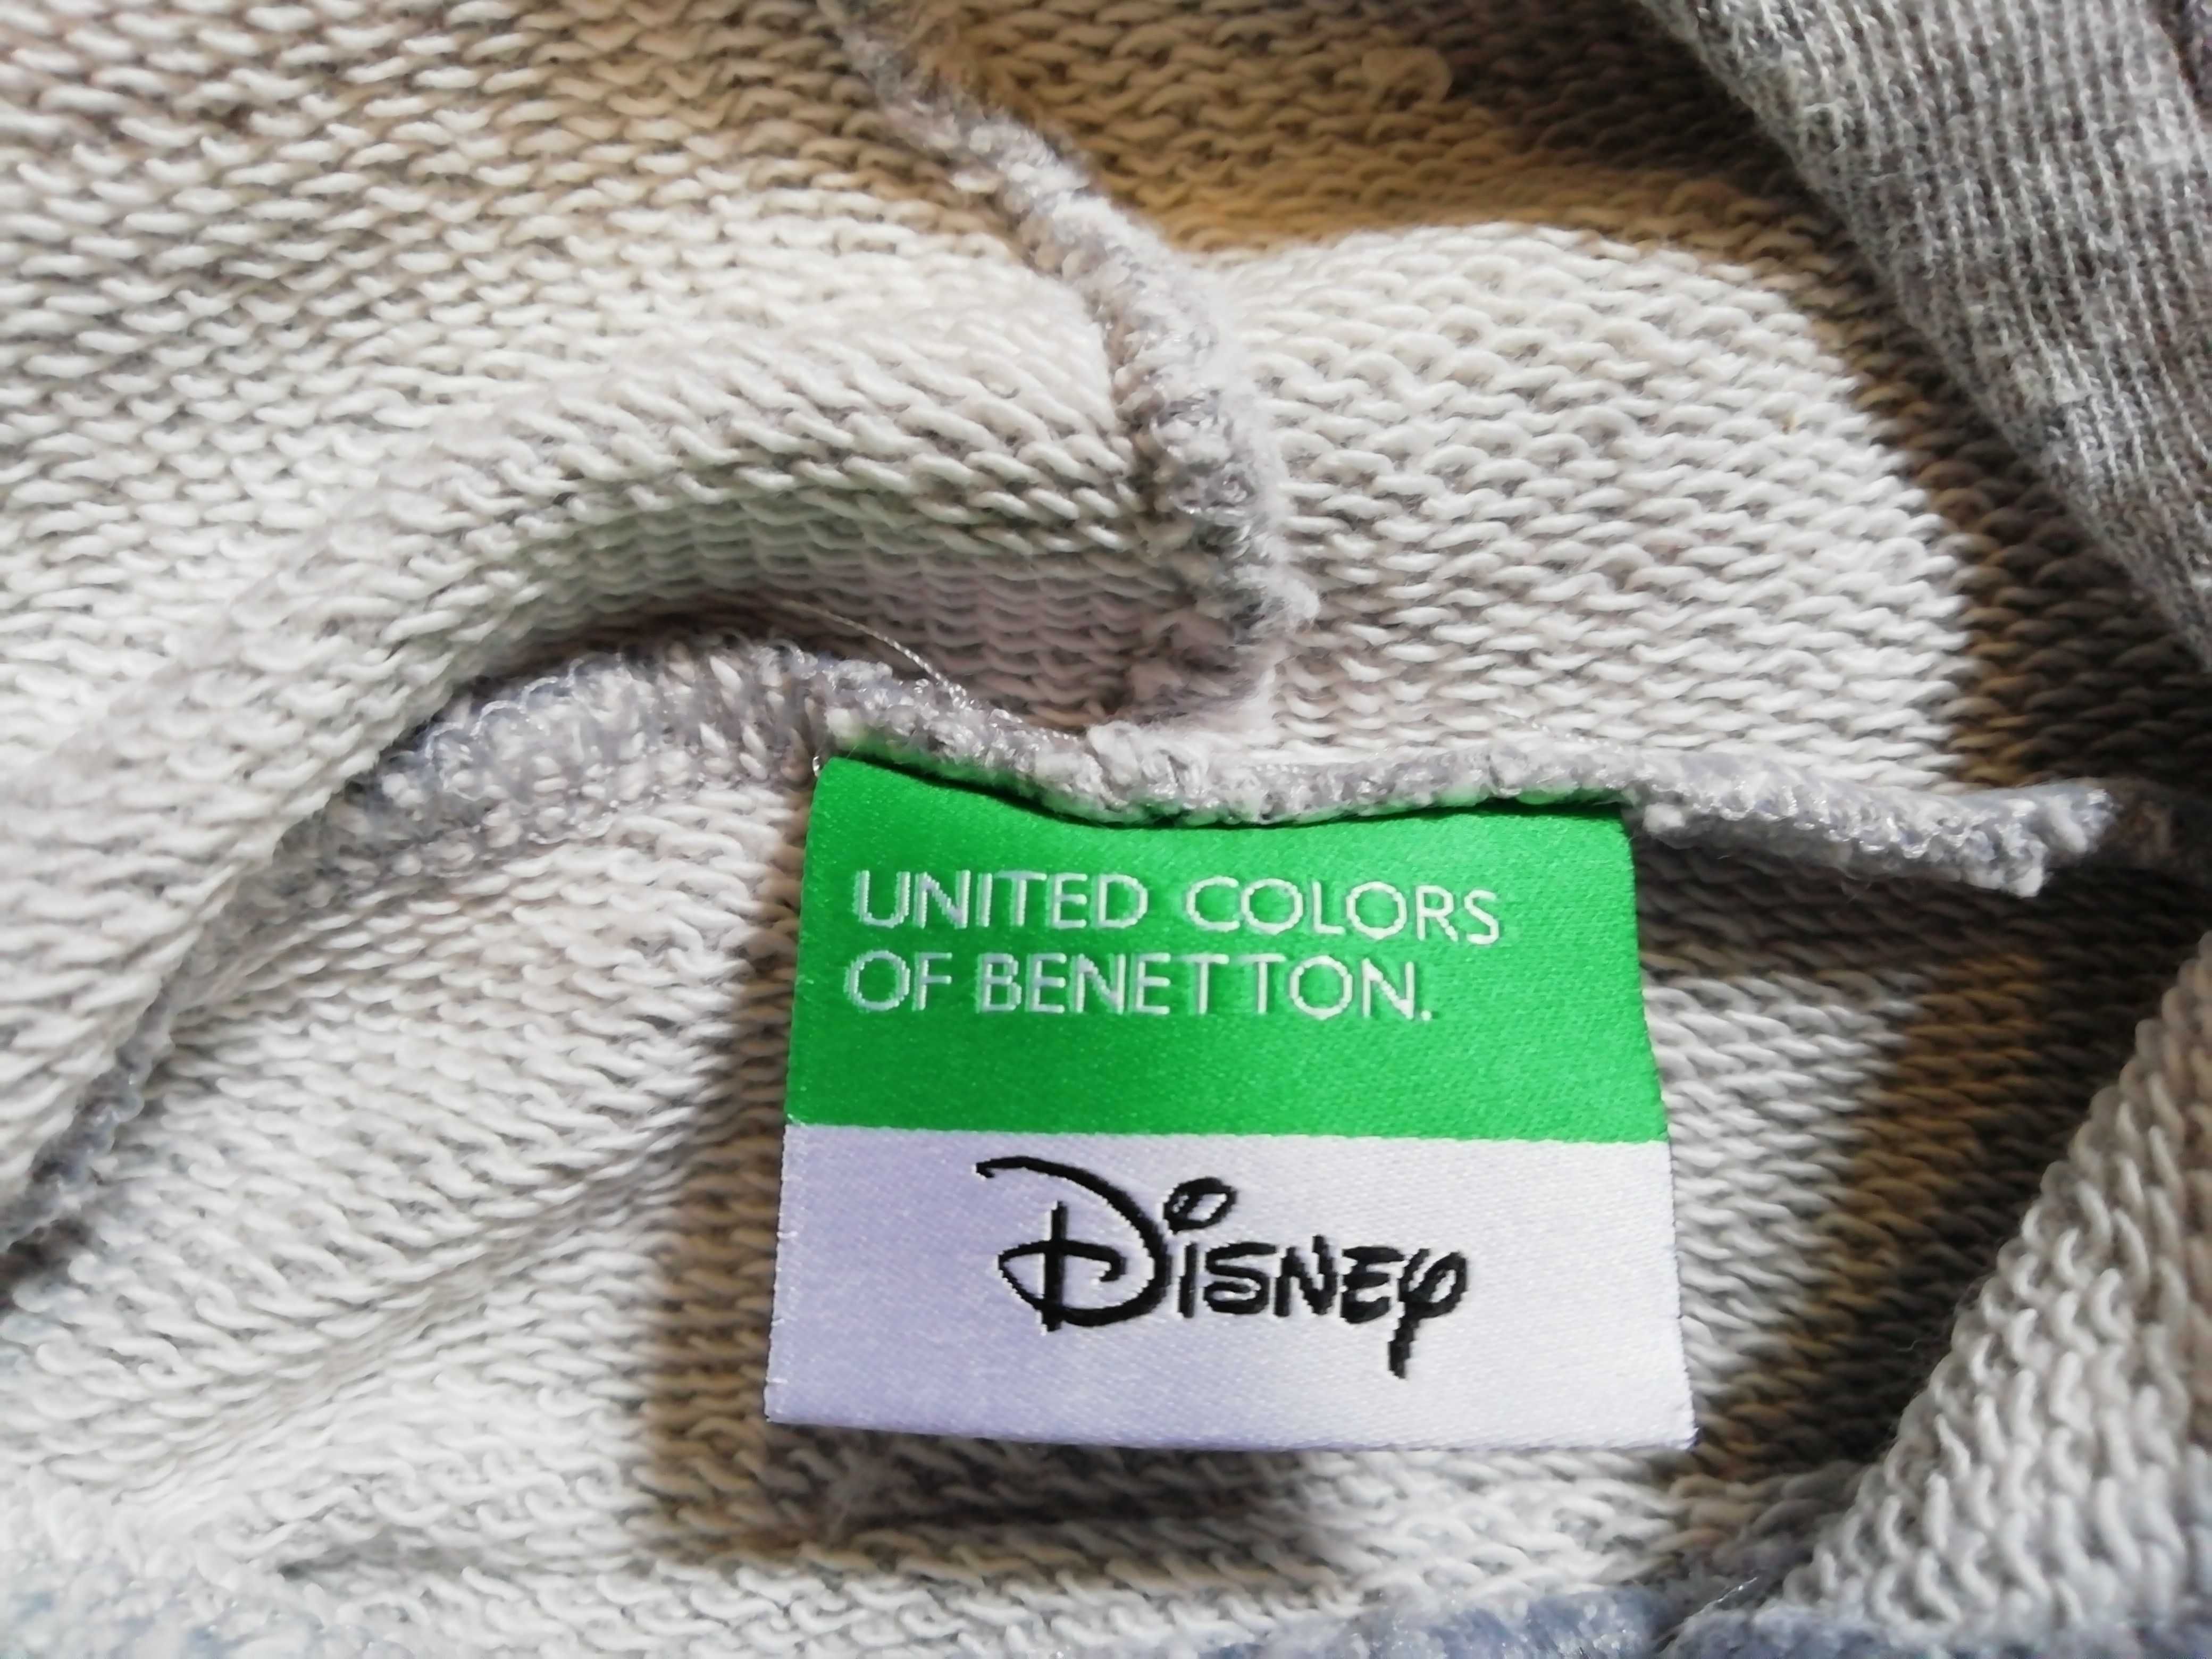 UNITED COLORS
OF BENETTON.
Disney